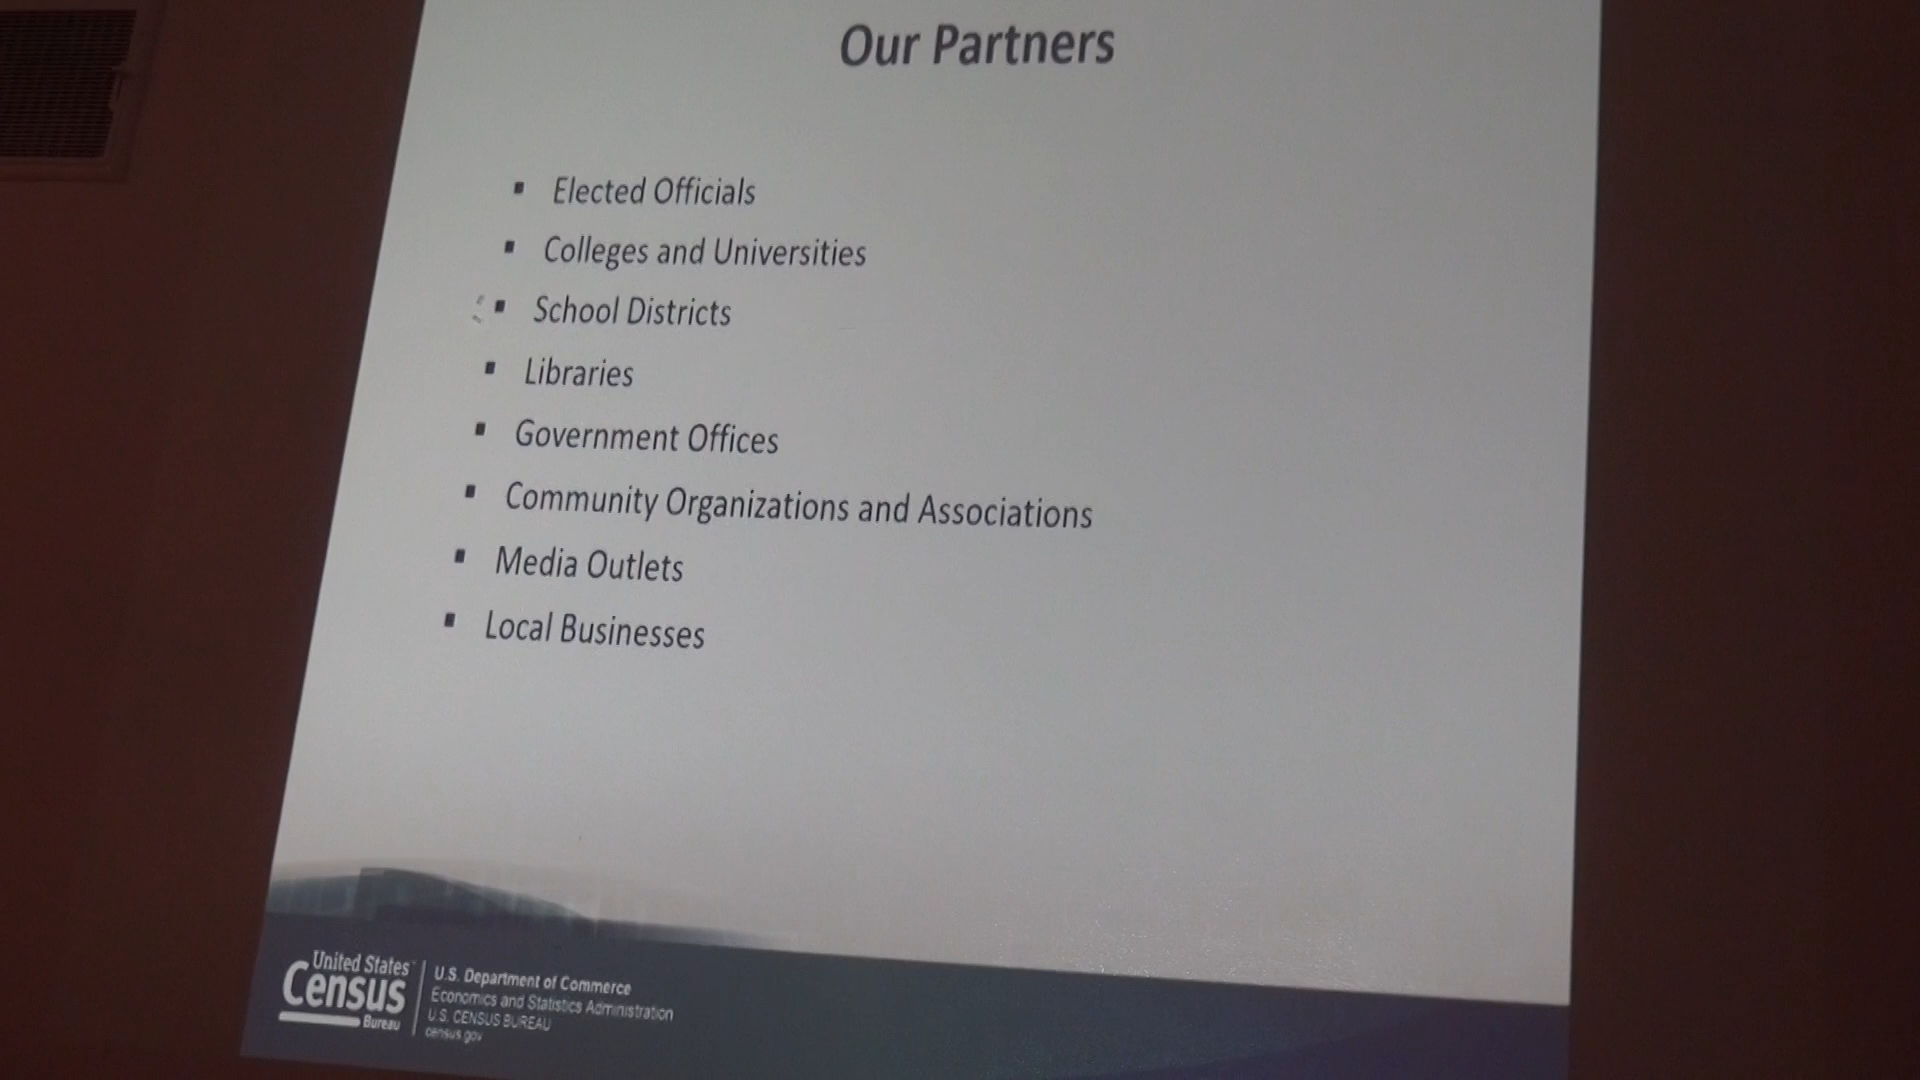 Our Partners
▪ Elected Officials
▪ Colleges and Universities
▪ School Districts
▪ Libraries
▪ Government Offices
▪ Community Organizations and Associations
▪ Media Outlets
▪ Local Businesses
United States
Census
Bureau
U.S. Department of Commerce
Economics and Statistics Administration
U.S. CENSUS BUREAU
census.gov